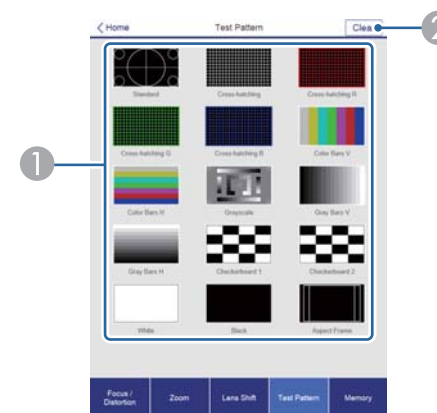 Home Test Pattern Clea
2
Standard Cross-hatching Cross-hatching R
1
Cross-hatching G Cross-hatching B Color Bars V
Color Bars H Grayscale Gray Bars V
Gray Bars H Checkerboard 1 Checkerboard 2
White Black Aspect Frame
Focus /
Distortion Zoom Lens Shift Test Pattern Memory